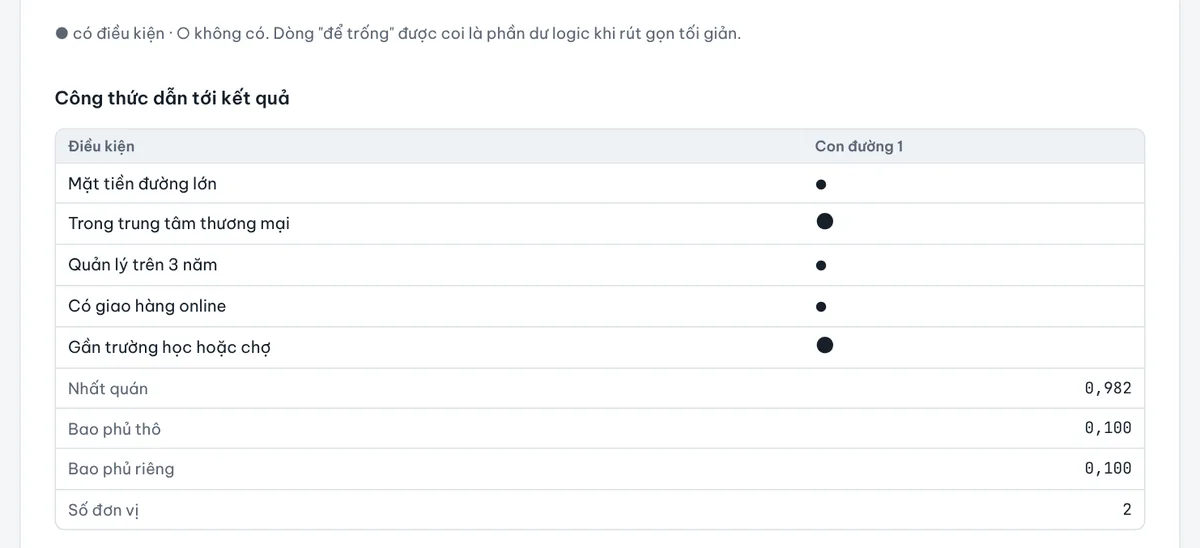 ● có điều kiện · O không có. Dòng "để trống" được coi là phần dư logic khi rút gọn tối giản.
Công thức dẫn tới kết quả
Điều kiện Con đường 1
Mặt tiền đường lớn ●
Trong trung tâm thương mại ●
Quản lý trên 3 năm ●
Có giao hàng online ●
Gần trường học hoặc chợ ●
Nhất quán 0,982
Bao phủ thô 0,100
Bao phủ riêng 0,100
Số đơn vị 2